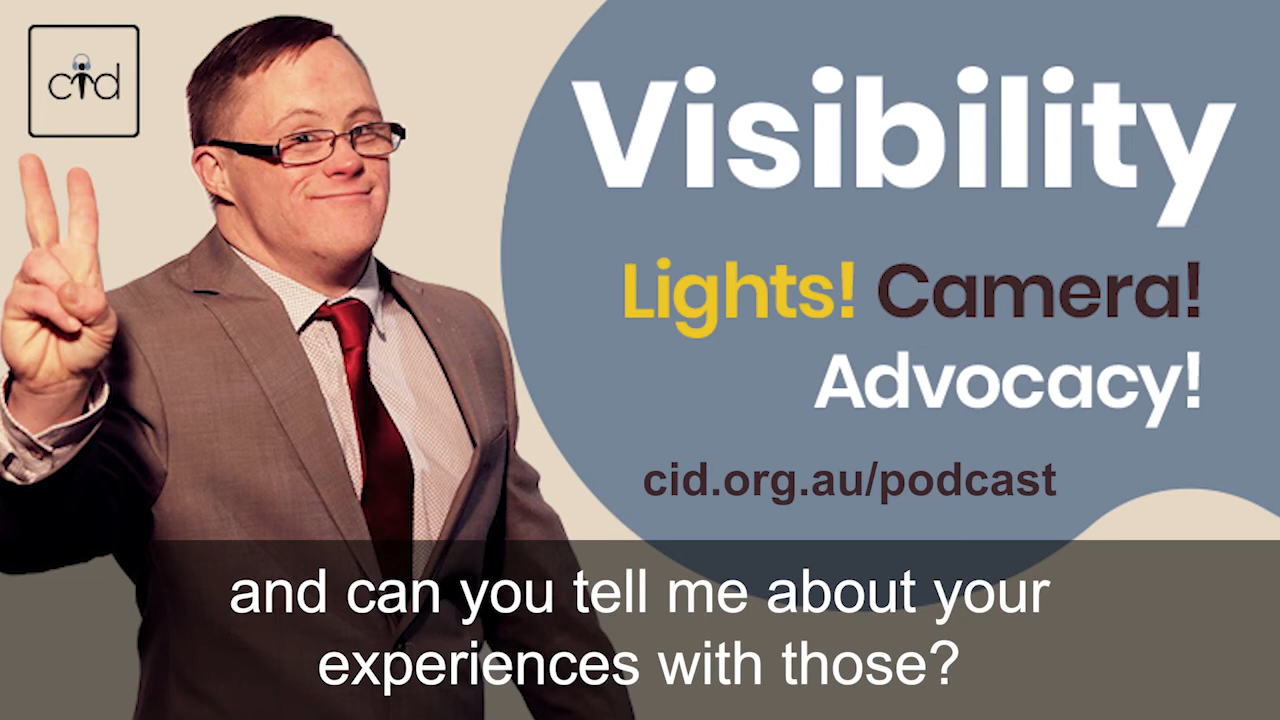 cid
Visibility
Lights! Camera!
Advocacy!
cid.org.au/podcast
and can you tell me about your
experiences with those?